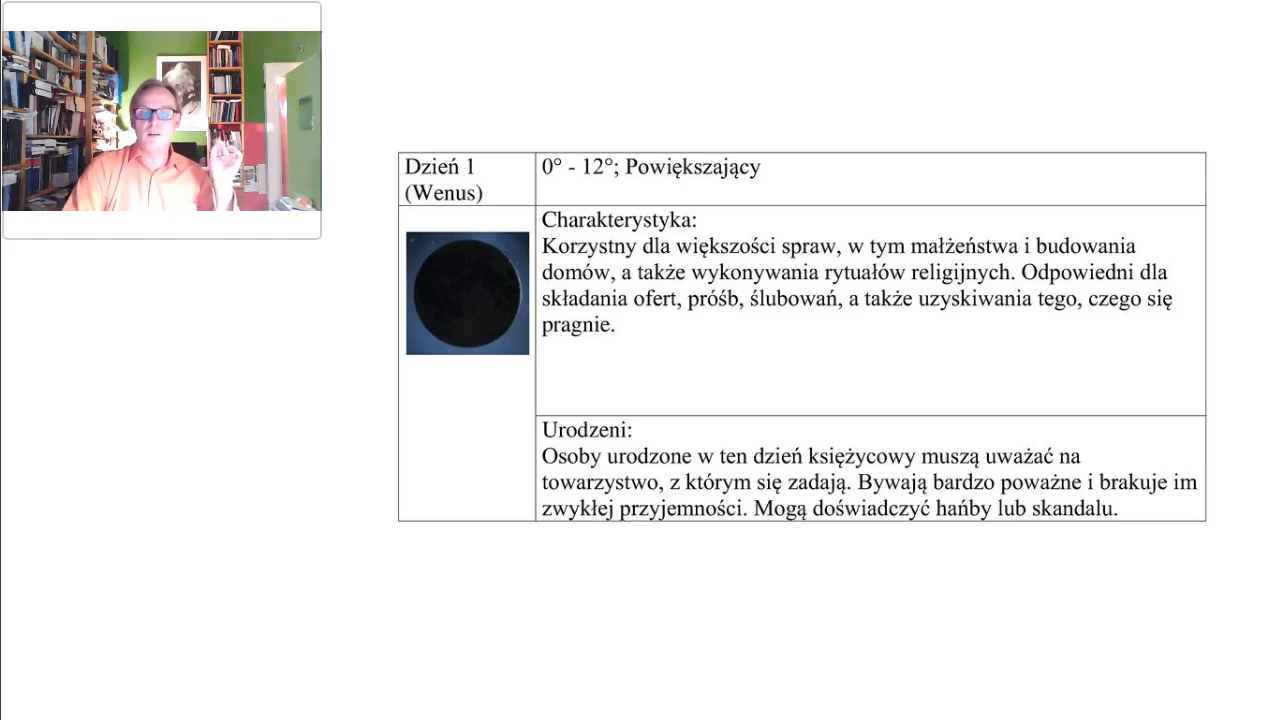 Dzień 1
(Wenus)
0° - 12°; Powiększający
Charakterystyka:
Korzystny dla większości spraw, w tym małżeństwa i budowania
domów, a także wykonywania rytuałów religijnych. Odpowiedni dla
składania ofert, próśb, ślubowań, a także uzyskiwania tego, czego się
pragnie.
Urodzeni:
Osoby urodzone w ten dzień księżycowy muszą uważać na
towarzystwo, z którym się zadają. Bywają bardzo poważne i brakuje im
zwykłej przyjemności. Mogą doświadczyć hańby lub skandalu.